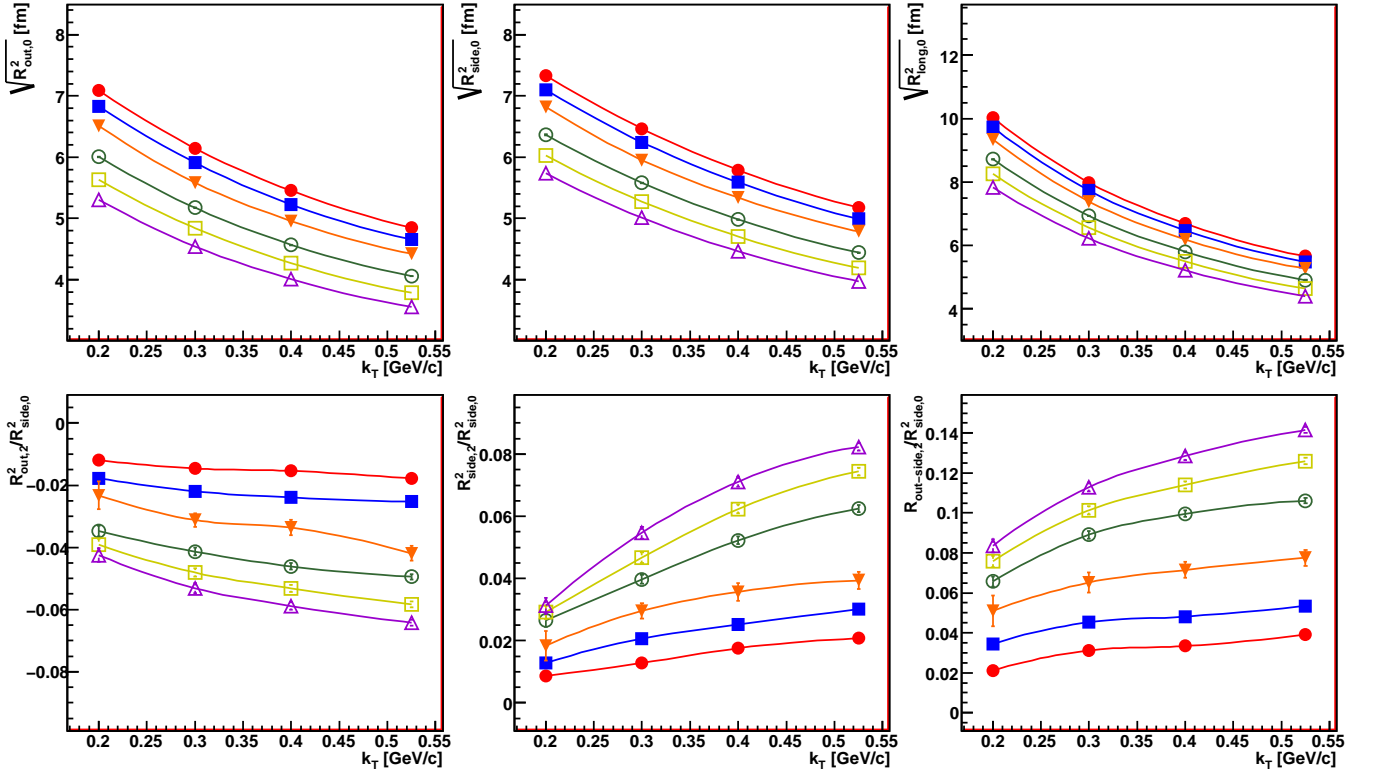 √R²out,0 [fm]
8
7
6
5
4
0.2 0.25 0.3 0.35 0.4 0.45 0.5 0.55
kT [GeV/c]
√R²side,0 [fm]
8
7
6
5
4
0.2 0.25 0.3 0.35 0.4 0.45 0.5 0.55
kT [GeV/c]
√R²long,0 [fm]
12
10
8
6
4
0.2 0.25 0.3 0.35 0.4 0.45 0.5 0.55
kT [GeV/c]
R²out,2/R²side,0
0
−0.02
−0.04
−0.06
−0.08
0.2 0.25 0.3 0.35 0.4 0.45 0.5 0.55
kT [GeV/c]
R²side,2/R²side,0
0.08
0.06
0.04
0.02
0
0.2 0.25 0.3 0.35 0.4 0.45 0.5 0.55
kT [GeV/c]
Rout−side,2/R²side,0
0.14
0.12
0.1
0.08
0.06
0.04
0.02
0
0.2 0.25 0.3 0.35 0.4 0.45 0.5 0.55
kT [GeV/c]